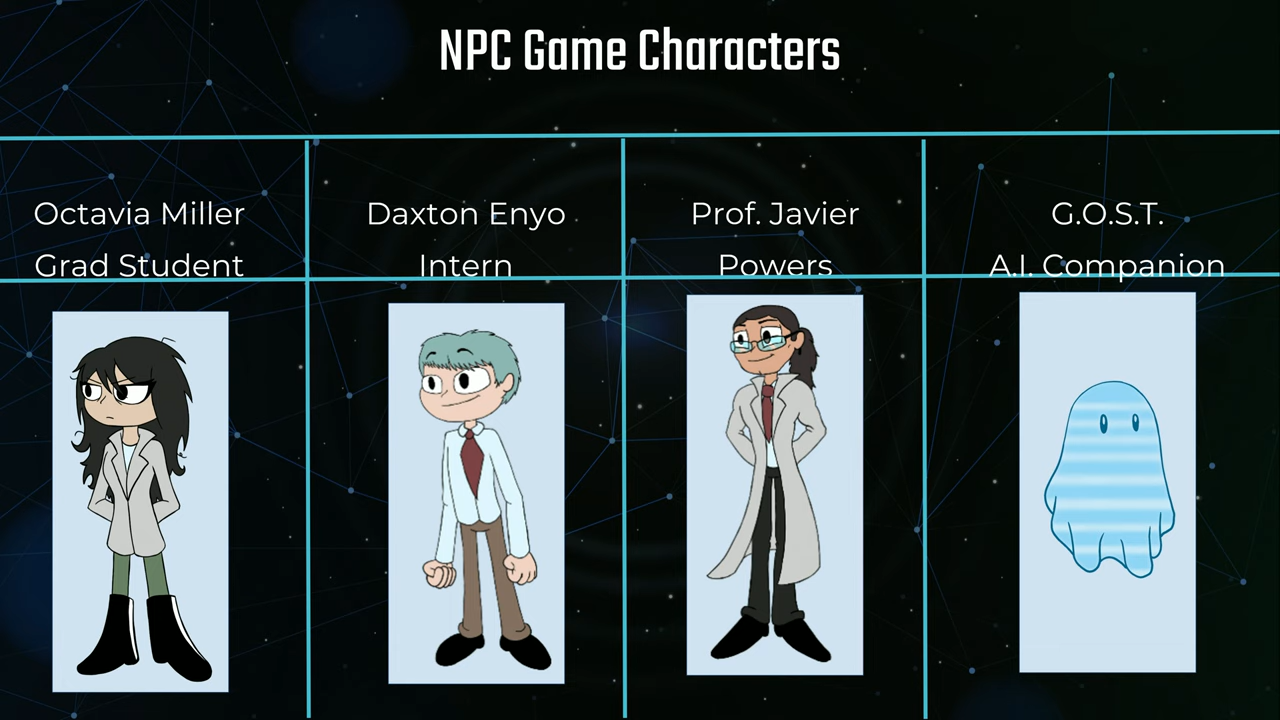 NPC Game Characters
Octavia Miller
Grad Student
Daxton Enyo
Intern
Prof. Javier
Powers
G.O.S.T.
A.I. Companion